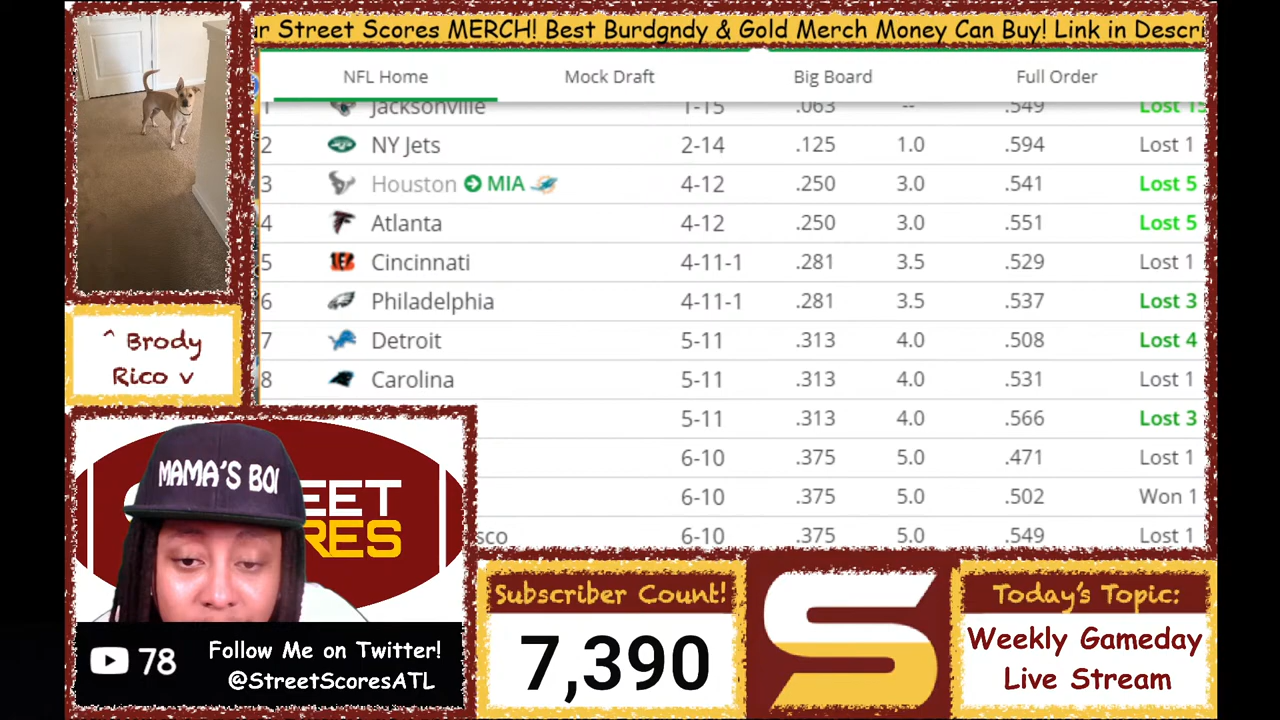 ar Street Scores MERCH! Best Burdgndy & Gold Merch Money Can Buy! Link in Descri
NFL Home Mock Draft Big Board Full Order
1 Jacksonville 1-15 .063 -- .549 Lost 15
2 NY Jets 2-14 .125 1.0 .594 Lost 1
3 Houston MIA 4-12 .250 3.0 .541 Lost 5
4 Atlanta 4-12 .250 3.0 .551 Lost 5
5 Cincinnati 4-11-1 .281 3.5 .529 Lost 1
6 Philadelphia 4-11-1 .281 3.5 .537 Lost 3
7 Detroit 5-11 .313 4.0 .508 Lost 4
8 Carolina 5-11 .313 4.0 .531 Lost 1
5-11 .313 4.0 .566 Lost 3
6-10 .375 5.0 .471 Lost 1
6-10 .375 5.0 .502 Won 1
sco 6-10 .375 5.0 .549 Lost 1
^ Brody
Rico v
MAMA'S BOI
S EET
RES
78
Follow Me on Twitter!
@StreetScoresATL
Subscriber Count!
7,390
S
Today's Topic:
Weekly Gameday
Live Stream